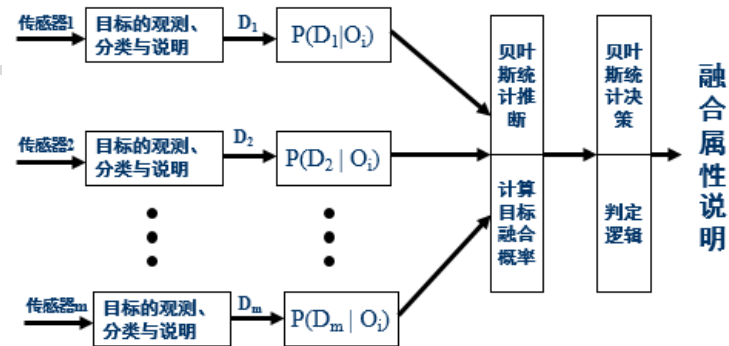 传感器1
目标的观测、
分类与说明
D₁
P(D₁|Oᵢ)
传感器2
目标的观测、
分类与说明
D₂
P(D₂ | Oᵢ)
传感器m
目标的观测、
分类与说明
Dₘ
P(Dₘ | Oᵢ)
贝叶
斯统
计推
断
计算
目标
融合
概率
贝叶
斯统
计决
策
判定
逻辑
融
合
属
性
说
明